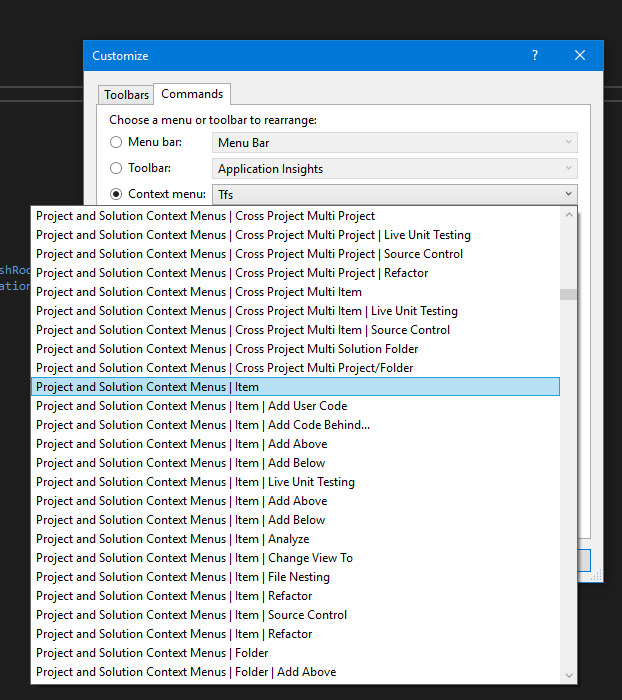 Customize
?
Toolbars
Commands
Choose a menu or toolbar to rearrange:
Menu bar:
Menu Bar
Toolbar:
Application Insights
Context menu:
Tfs
Project and Solution Context Menus | Cross Project Multi Project
Project and Solution Context Menus | Cross Project Multi Project | Live Unit Testing
Project and Solution Context Menus | Cross Project Multi Project | Source Control
Project and Solution Context Menus | Cross Project Multi Project | Refactor
Project and Solution Context Menus | Cross Project Multi Item
Project and Solution Context Menus | Cross Project Multi Item | Live Unit Testing
Project and Solution Context Menus | Cross Project Multi Item | Source Control
Project and Solution Context Menus | Cross Project Multi Solution Folder
Project and Solution Context Menus | Cross Project Multi Project/Folder
Project and Solution Context Menus | Item
Project and Solution Context Menus | Item | Add User Code
Project and Solution Context Menus | Item | Add Code Behind...
Project and Solution Context Menus | Item | Add Above
Project and Solution Context Menus | Item | Add Below
Project and Solution Context Menus | Item | Live Unit Testing
Project and Solution Context Menus | Item | Add Above
Project and Solution Context Menus | Item | Add Below
Project and Solution Context Menus | Item | Analyze
Project and Solution Context Menus | Item | Change View To
Project and Solution Context Menus | Item | File Nesting
Project and Solution Context Menus | Item | Refactor
Project and Solution Context Menus | Item | Source Control
Project and Solution Context Menus | Item | Refactor
Project and Solution Context Menus | Folder
Project and Solution Context Menus | Folder | Add Above